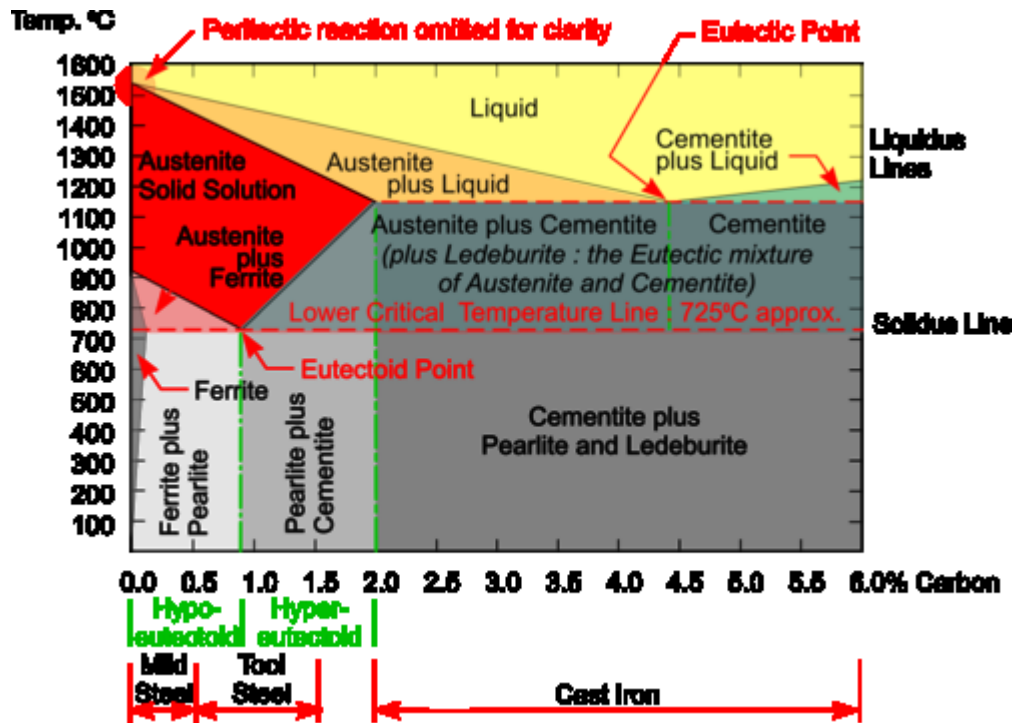 Temp. ºC
Peritectic reaction omitted for clarity
Eutectic Point
1600
1500
1400
1300
1200
1100
1000
900
800
700
600
500
400
300
200
100
Liquid
Cementite
plus Liquid
Liquidus
Lines
Austenite
Solid Solution
Austenite
plus Liquid
Austenite
plus
Ferrite
Austenite plus Cementite
(plus Ledeburite : the Eutectic mixture
of Austenite and Cementite)
Cementite
Lower Critical Temperature Line : 725ºC approx.
Solidus Line
Eutectoid Point
Ferrite
Ferrite plus
Pearlite
Pearlite plus
Cementite
Cementite plus
Pearlite and Ledeburite
0.0 0.5 1.0 1.5 2.0 2.5 3.0 3.5 4.0 4.5 5.0 5.5 6.0% Carbon
Hypo-
eutectoid
Hyper-
eutectoid
Mild
Steel
Tool
Steel
Cast Iron